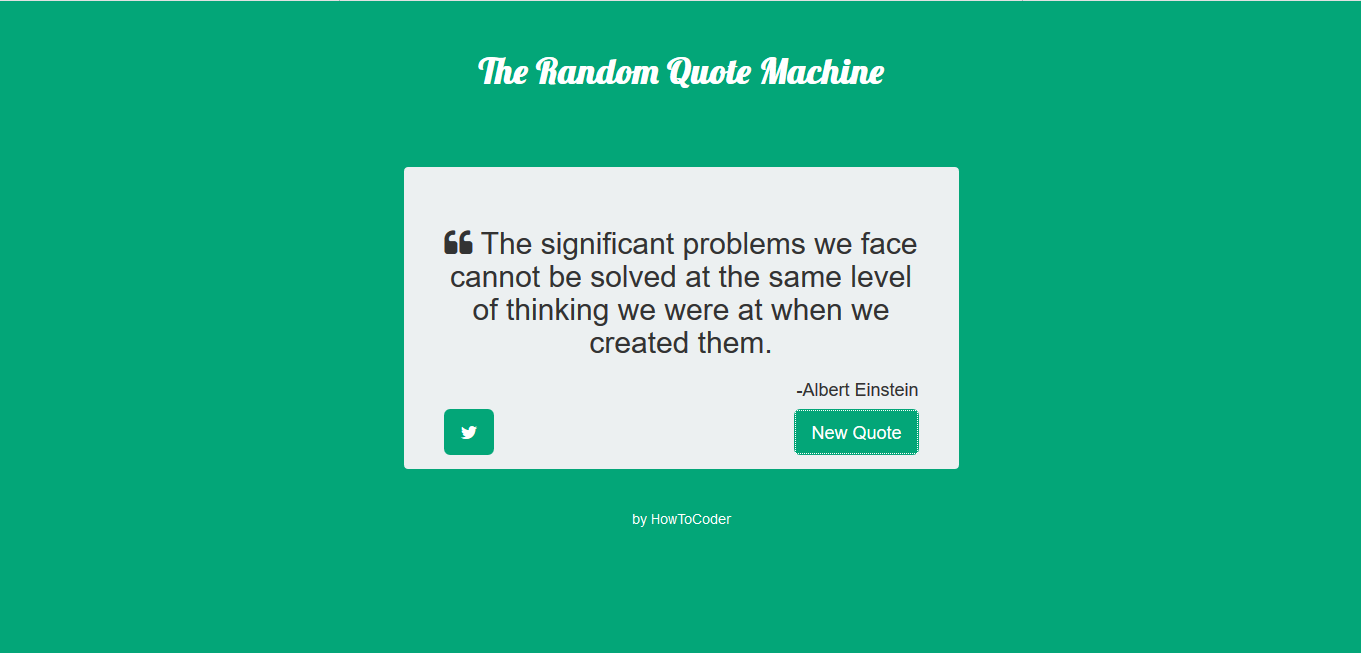 The Random Quote Machine
❝ The significant problems we face
cannot be solved at the same level
of thinking we were at when we
created them.
-Albert Einstein
New Quote
by HowToCoder